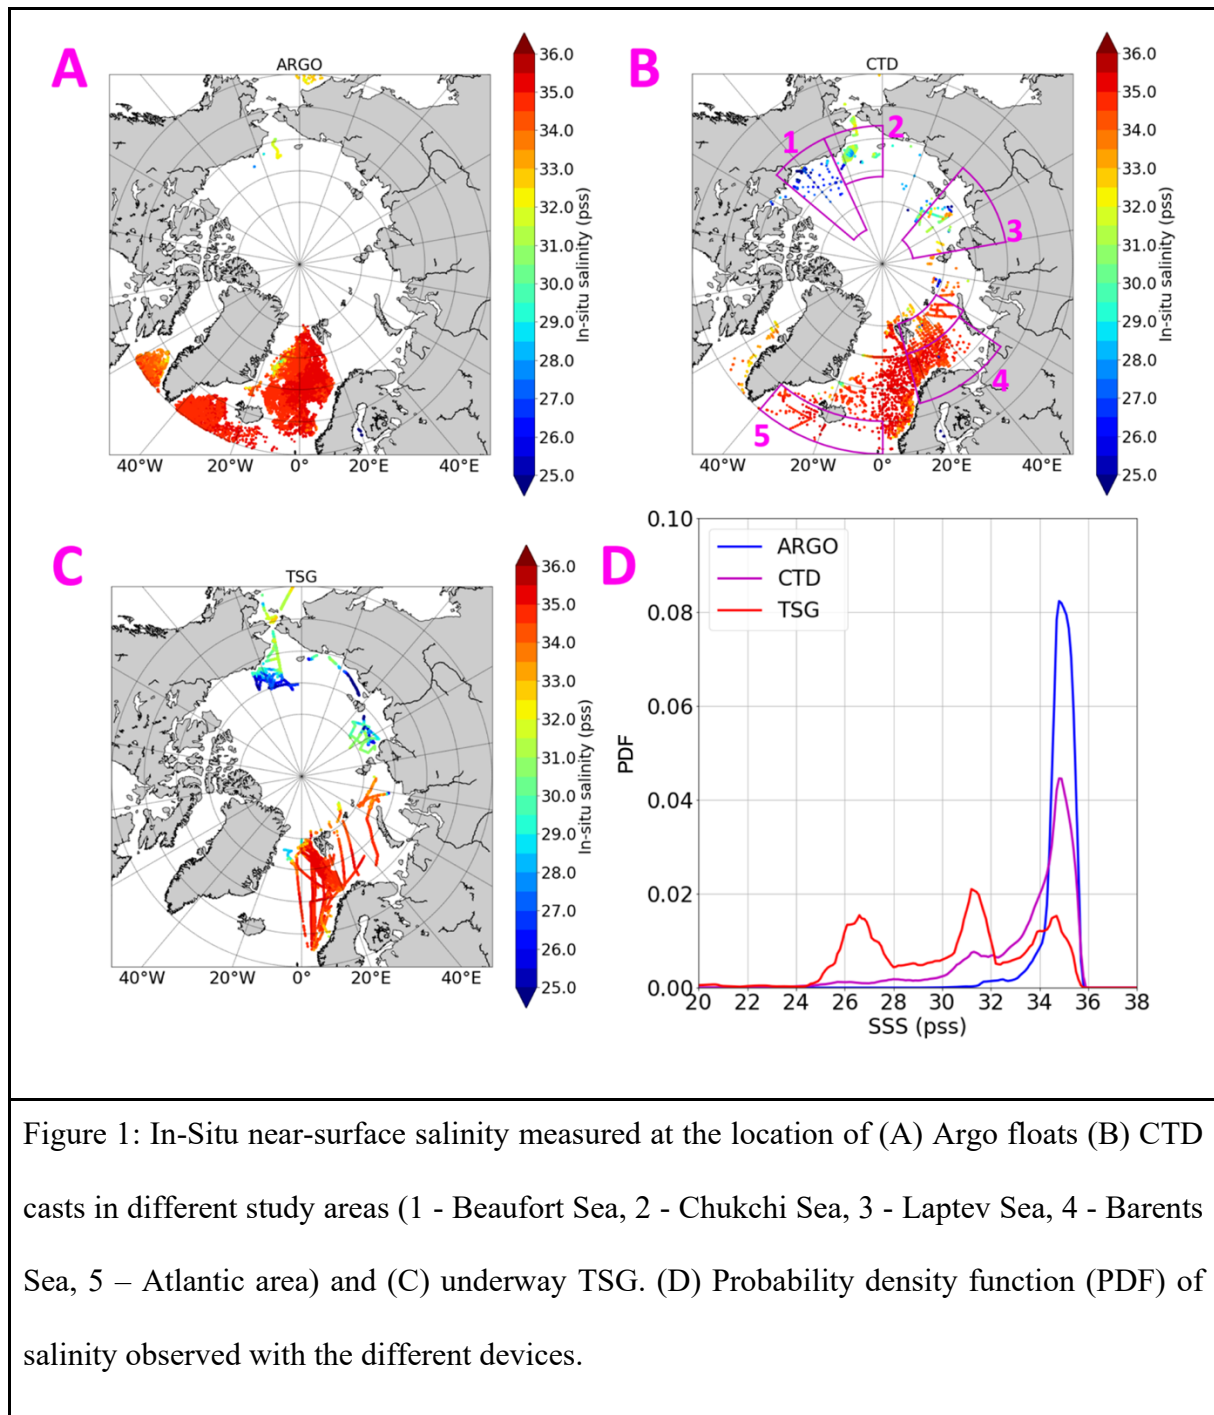 A
ARGO
36.0
35.0
34.0
33.0
32.0
31.0
30.0
29.0
28.0
27.0
26.0
25.0
In-situ salinity (pss)
40°W 20°W 0° 20°E 40°E
B
CTD
1
2
3
4
5
36.0
35.0
34.0
33.0
32.0
31.0
30.0
29.0
28.0
27.0
26.0
25.0
In-situ salinity (pss)
40°W 20°W 0° 20°E 40°E
C
TSG
36.0
35.0
34.0
33.0
32.0
31.0
30.0
29.0
28.0
27.0
26.0
25.0
In-situ salinity (pss)
40°W 20°W 0° 20°E 40°E
D
ARGO
CTD
TSG
0.10
0.08
0.06
0.04
0.02
0.00
PDF
20 22 24 26 28 30 32 34 36 38
SSS (pss)
Figure 1: In-Situ near-surface salinity measured at the location of (A) Argo floats (B) CTD
casts in different study areas (1 - Beaufort Sea, 2 - Chukchi Sea, 3 - Laptev Sea, 4 - Barents
Sea, 5 – Atlantic area) and (C) underway TSG. (D) Probability density function (PDF) of
salinity observed with the different devices.